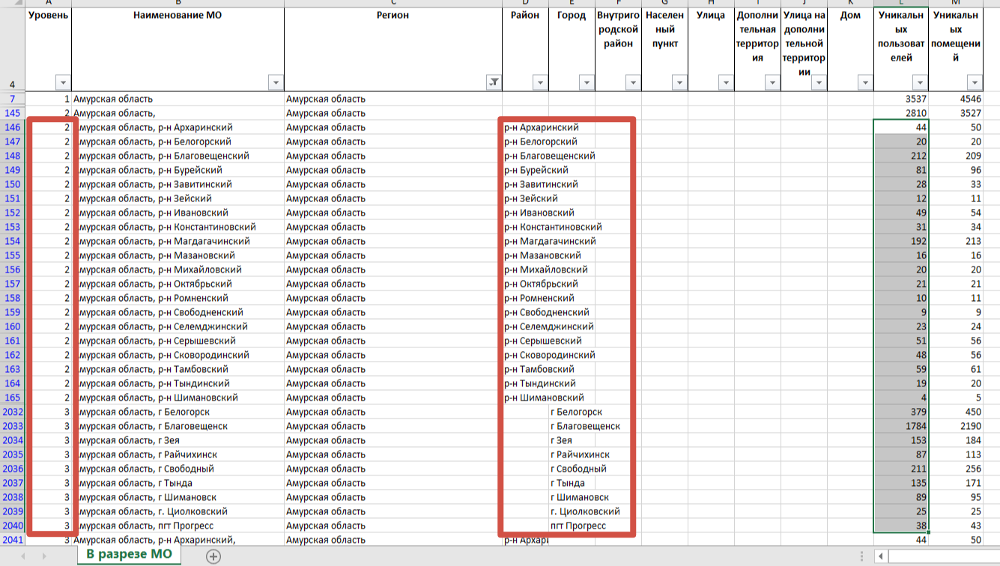 A B C D E F G H I J K L M
Уровень Наименование МО Регион Район Город Внутригородской район Населенный пункт Улица Дополнительная территория Улица на дополнительной территории Дом Уникальных пользователей Уникальных помещений
4
7 1 Амурская область Амурская область 3537 4546
145 2 Амурская область, Амурская область 2810 3527
146 2 мурская область, р-н Архаринский Амурская область р-н Архаринский 44 50
147 2 мурская область, р-н Белогорский Амурская область р-н Белогорский 20 20
148 2 мурская область, р-н Благовещенский Амурская область р-н Благовещенский 212 209
149 2 мурская область, р-н Бурейский Амурская область р-н Бурейский 81 96
150 2 мурская область, р-н Завитинский Амурская область р-н Завитинский 28 33
151 2 мурская область, р-н Зейский Амурская область р-н Зейский 12 11
152 2 мурская область, р-н Ивановский Амурская область р-н Ивановский 49 54
153 2 мурская область, р-н Константиновский Амурская область р-н Константиновский 31 34
154 2 мурская область, р-н Магдагачинский Амурская область р-н Магдагачинский 192 213
155 2 мурская область, р-н Мазановский Амурская область р-н Мазановский 16 16
156 2 мурская область, р-н Михайловский Амурская область р-н Михайловский 20 20
157 2 мурская область, р-н Октябрьский Амурская область р-н Октябрьский 21 21
158 2 мурская область, р-н Ромненский Амурская область р-н Ромненский 10 11
159 2 мурская область, р-н Свободненский Амурская область р-н Свободненский 9 9
160 2 мурская область, р-н Селемджинский Амурская область р-н Селемджинский 23 24
161 2 мурская область, р-н Серышевский Амурская область р-н Серышевский 51 56
162 2 мурская область, р-н Сковородинский Амурская область р-н Сковородинский 48 56
163 2 мурская область, р-н Тамбовский Амурская область р-н Тамбовский 59 61
164 2 мурская область, р-н Тындинский Амурская область р-н Тындинский 19 20
165 2 мурская область, р-н Шимановский Амурская область р-н Шимановский 4 5
2032 3 мурская область, г Белогорск Амурская область г Белогорск 379 450
2033 3 мурская область, г Благовещенск Амурская область г Благовещенск 1784 2190
2034 3 мурская область, г Зея Амурская область г Зея 153 184
2035 3 мурская область, г Райчихинск Амурская область г Райчихинск 87 113
2036 3 мурская область, г Свободный Амурская область г Свободный 211 256
2037 3 мурская область, г Тында Амурская область г Тында 135 171
2038 3 мурская область, г Шимановск Амурская область г Шимановск 89 95
2039 3 мурская область, г. Циолковский Амурская область г. Циолковский 25 25
2040 3 мурская область, пгт Прогресс Амурская область пгт Прогресс 38 43
2041 3 Амурская область, р-н Архаринский, Амурская область р-н Архари 44 50
В разрезе МО